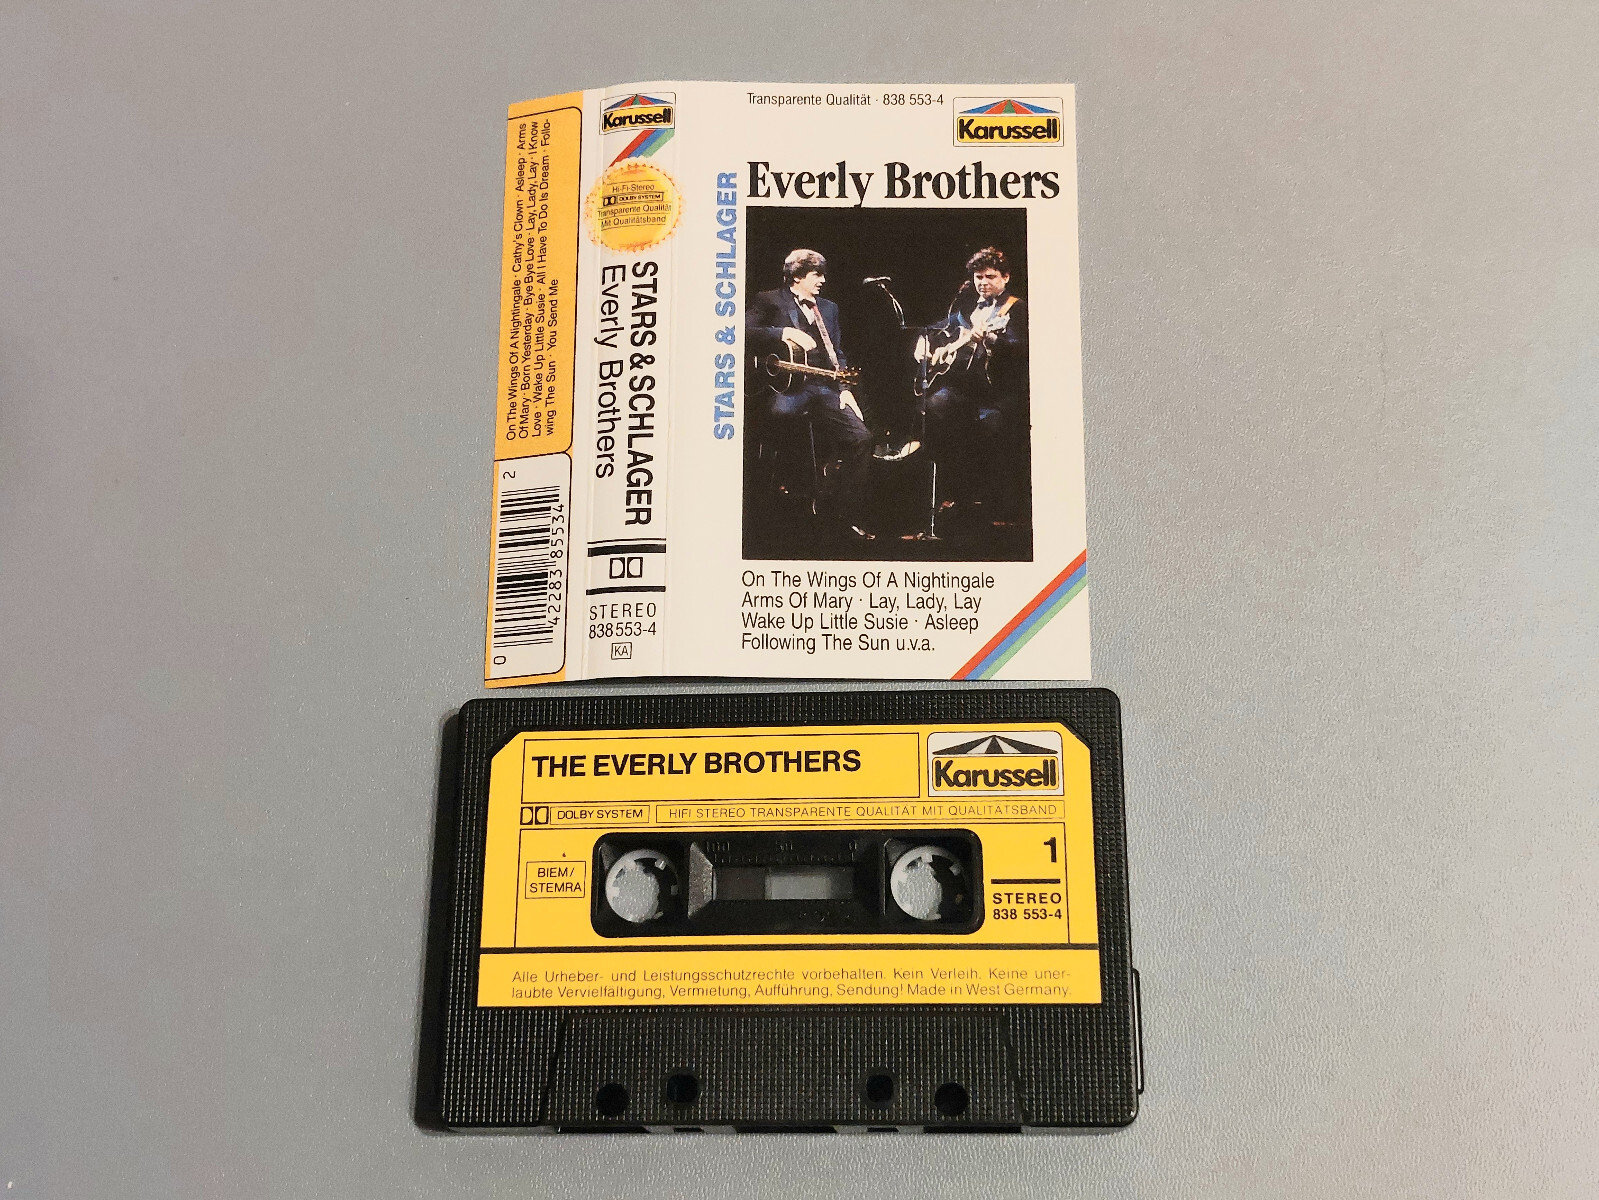 On The Wings Of A Nightingale · Cathy's Clown · Asleep · Arms
Of Mary · Born Yesterday · Bye Bye Love · Lay, Lady, Lay · I Know
Love · Wake Up Little Susie · All I Have To Do Is Dream · Follo-
wing The Sun · You Send Me
0 42283 85534 2
Karussell
Hi-Fi-Stereo
DOLBY SYSTEM
Transparente Qualität
Mit Qualitätsband
STARS & SCHLAGER
Everly Brothers
STEREO
838 553-4
KA
Transparente Qualität · 838 553-4
Karussell
Everly Brothers
STARS & SCHLAGER
On The Wings Of A Nightingale
Arms Of Mary · Lay, Lady, Lay
Wake Up Little Susie · Asleep
Following The Sun u.v.a.
THE EVERLY BROTHERS
Karussell
DOLBY SYSTEM
HIFI STEREO TRANSPARENTE QUALITÄT MIT QUALITÄTSBAND
BIEM/
STEMRA
100 50 0
1
STEREO
838 553-4
Alle Urheber- und Leistungsschutzrechte vorbehalten. Kein Verleih. Keine uner-
laubte Vervielfältigung, Vermietung, Aufführung, Sendung! Made in West Germany.